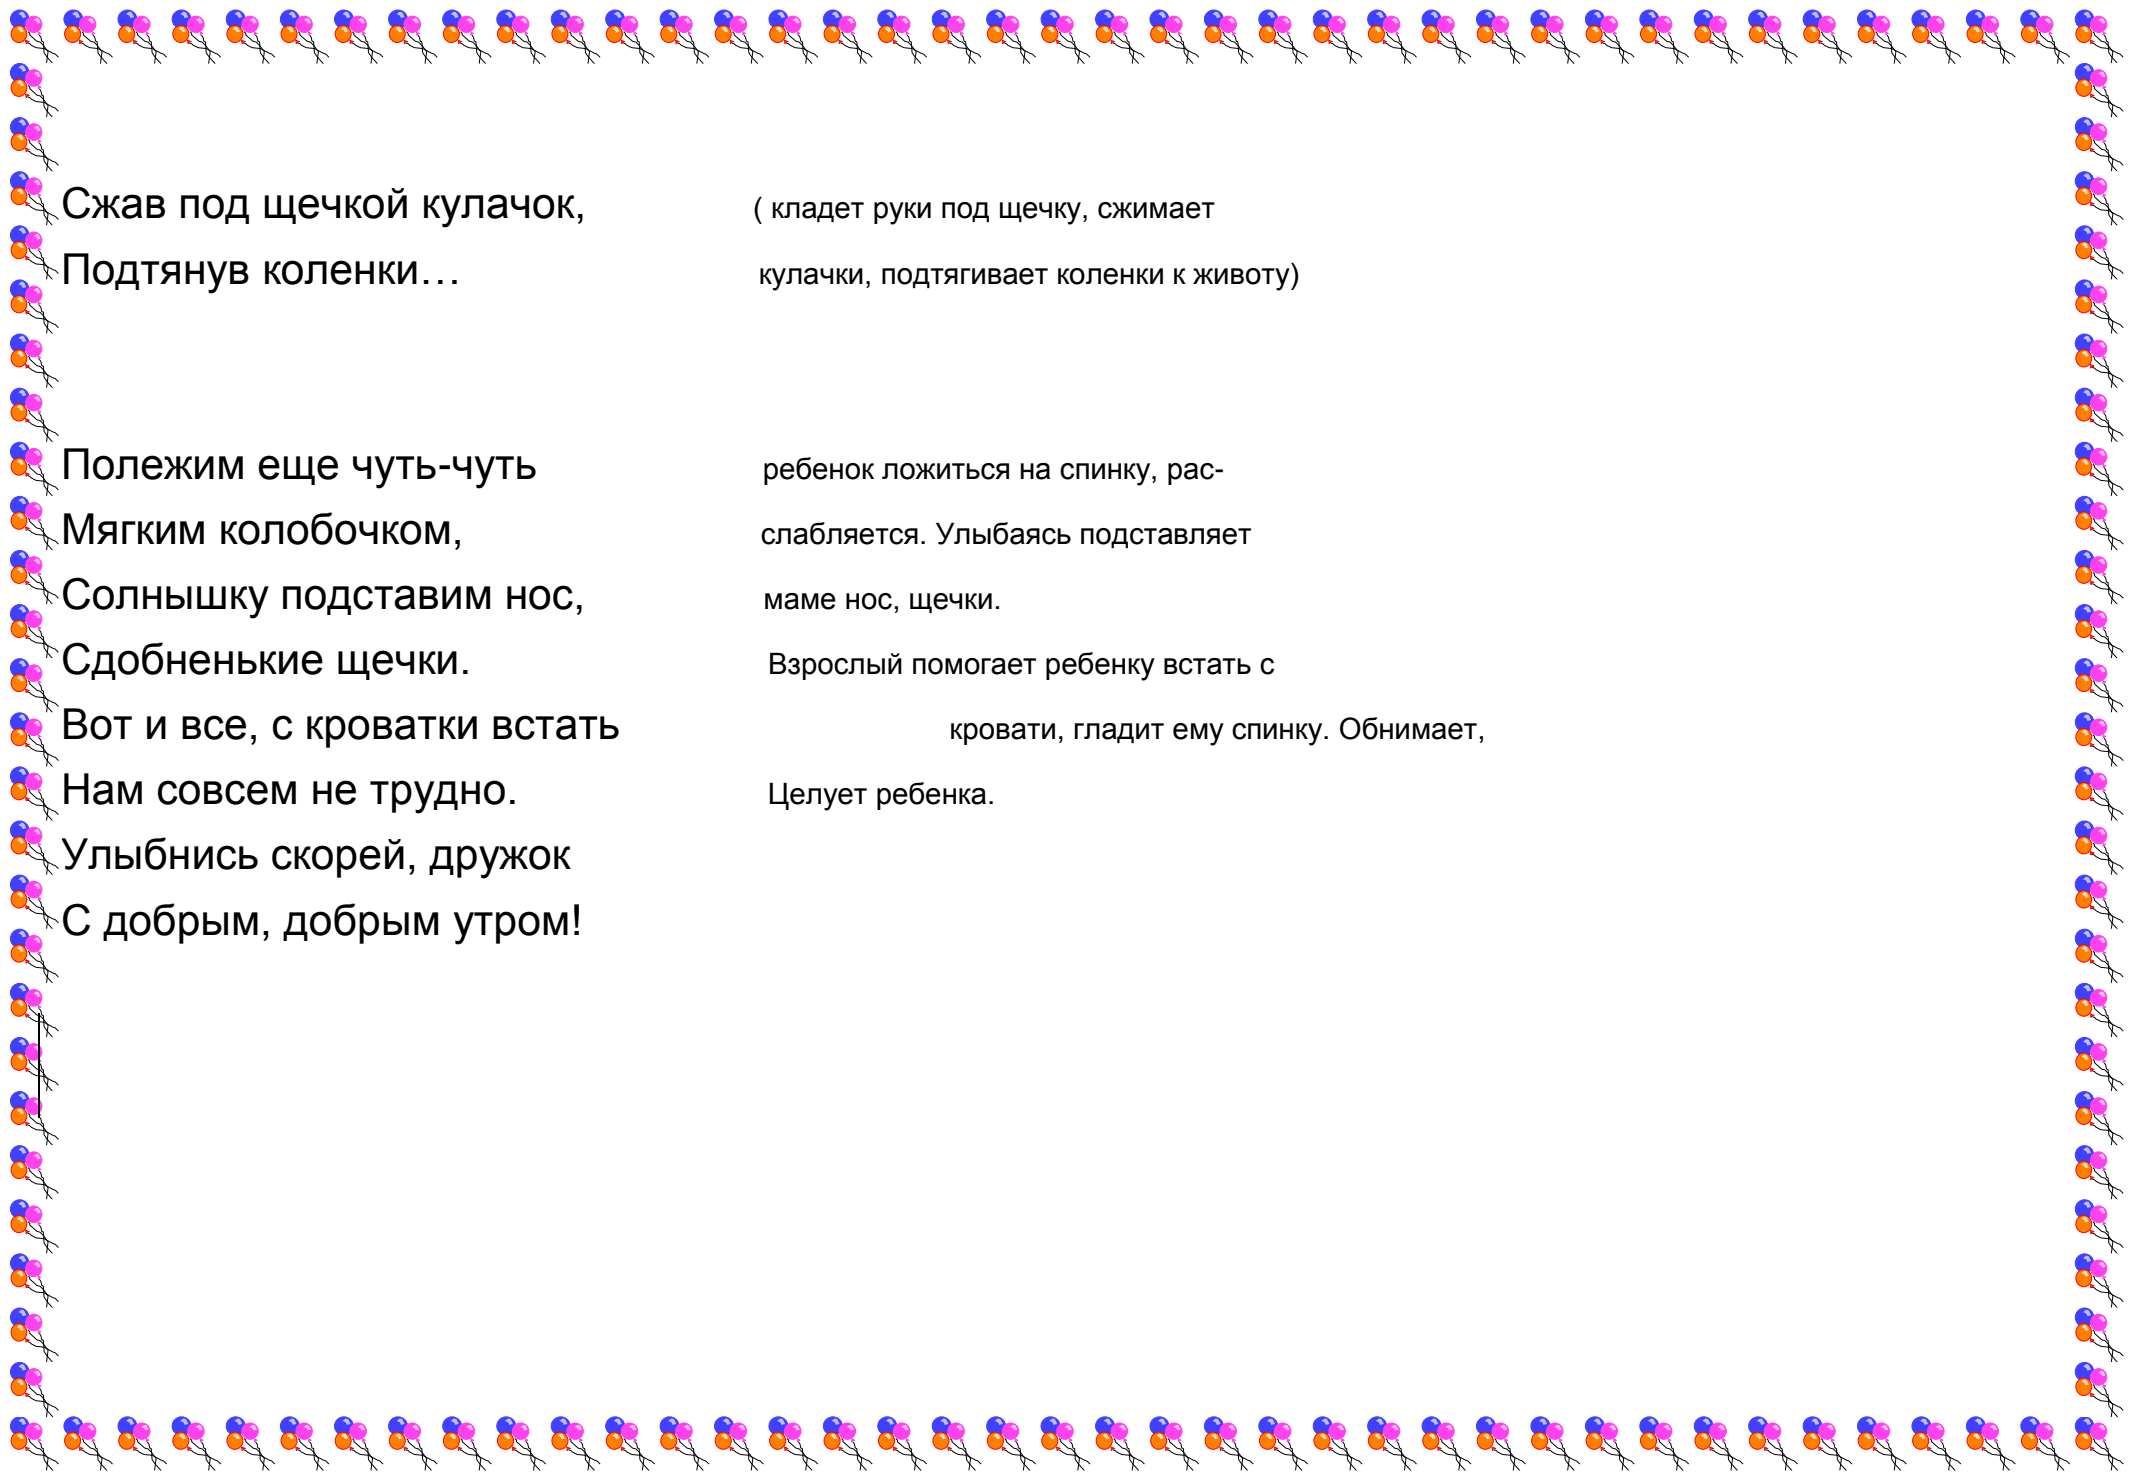 Сжав под щечкой кулачок, ( кладет руки под щечку, сжимает
Подтянув коленки… кулачки, подтягивает коленки к животу)
Полежим еще чуть-чуть ребенок ложиться на спинку, рас-
Мягким колобочком, слабляется. Улыбаясь подставляет
Солнышку подставим нос, маме нос, щечки.
Сдобненькие щечки. Взрослый помогает ребенку встать с
Вот и все, с кроватки встать кровати, гладит ему спинку. Обнимает,
Нам совсем не трудно. Целует ребенка.
Улыбнись скорей, дружок
С добрым, добрым утром!